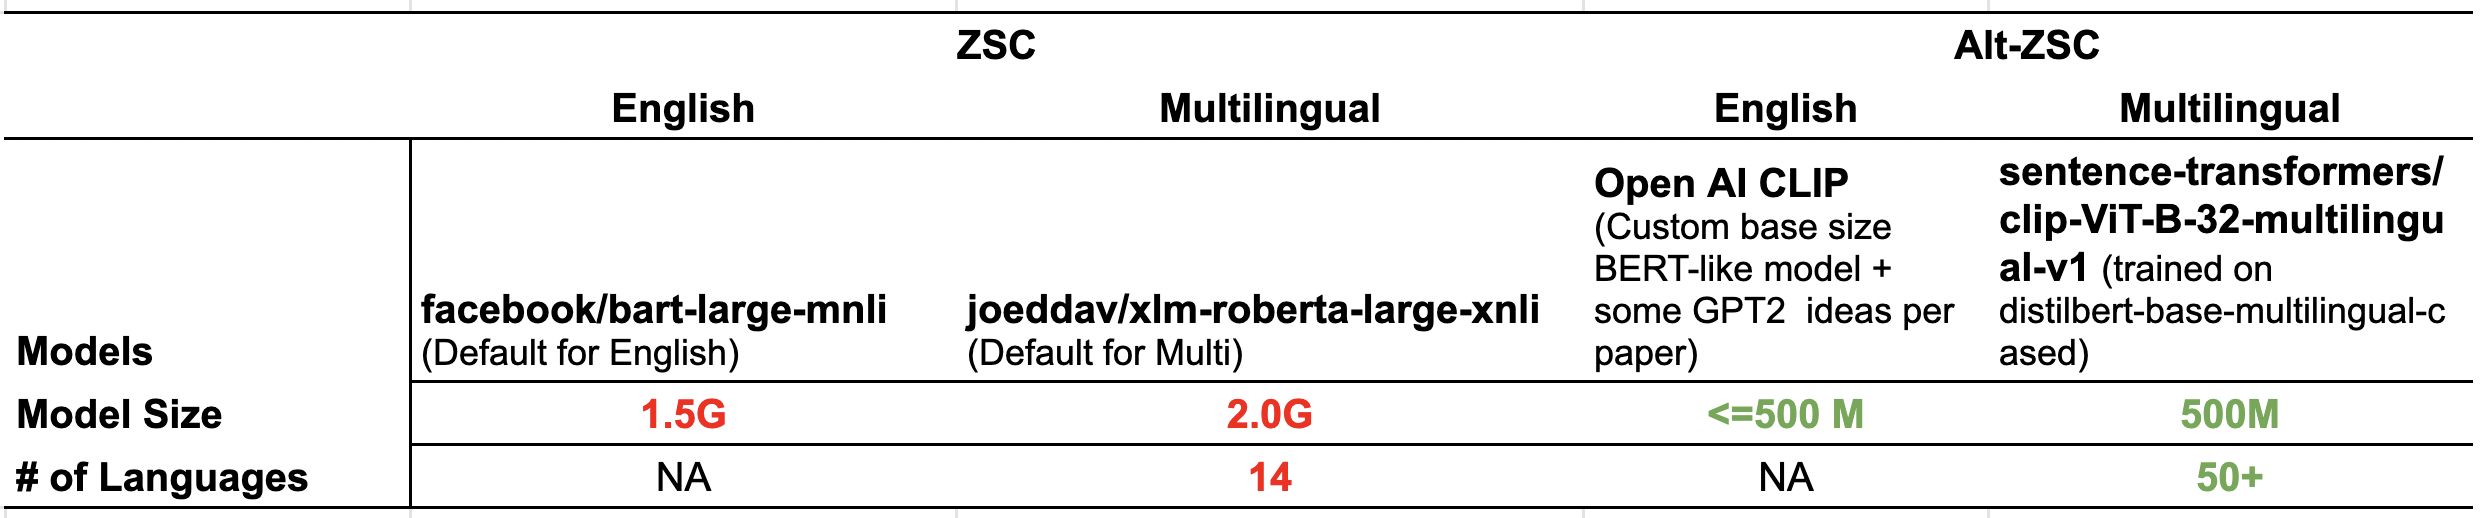 ZSC Alt-ZSC
English Multilingual English Multilingual
Models
facebook/bart-large-mnli
(Default for English)
joeddav/xlm-roberta-large-xnli
(Default for Multi)
Open AI CLIP
(Custom base size
BERT-like model +
some GPT2 ideas per
paper)
sentence-transformers/
clip-ViT-B-32-multilingu
al-v1 (trained on
distilbert-base-multilingual-c
ased)
Model Size 1.5G 2.0G <=500 M 500M
# of Languages NA 14 NA 50+